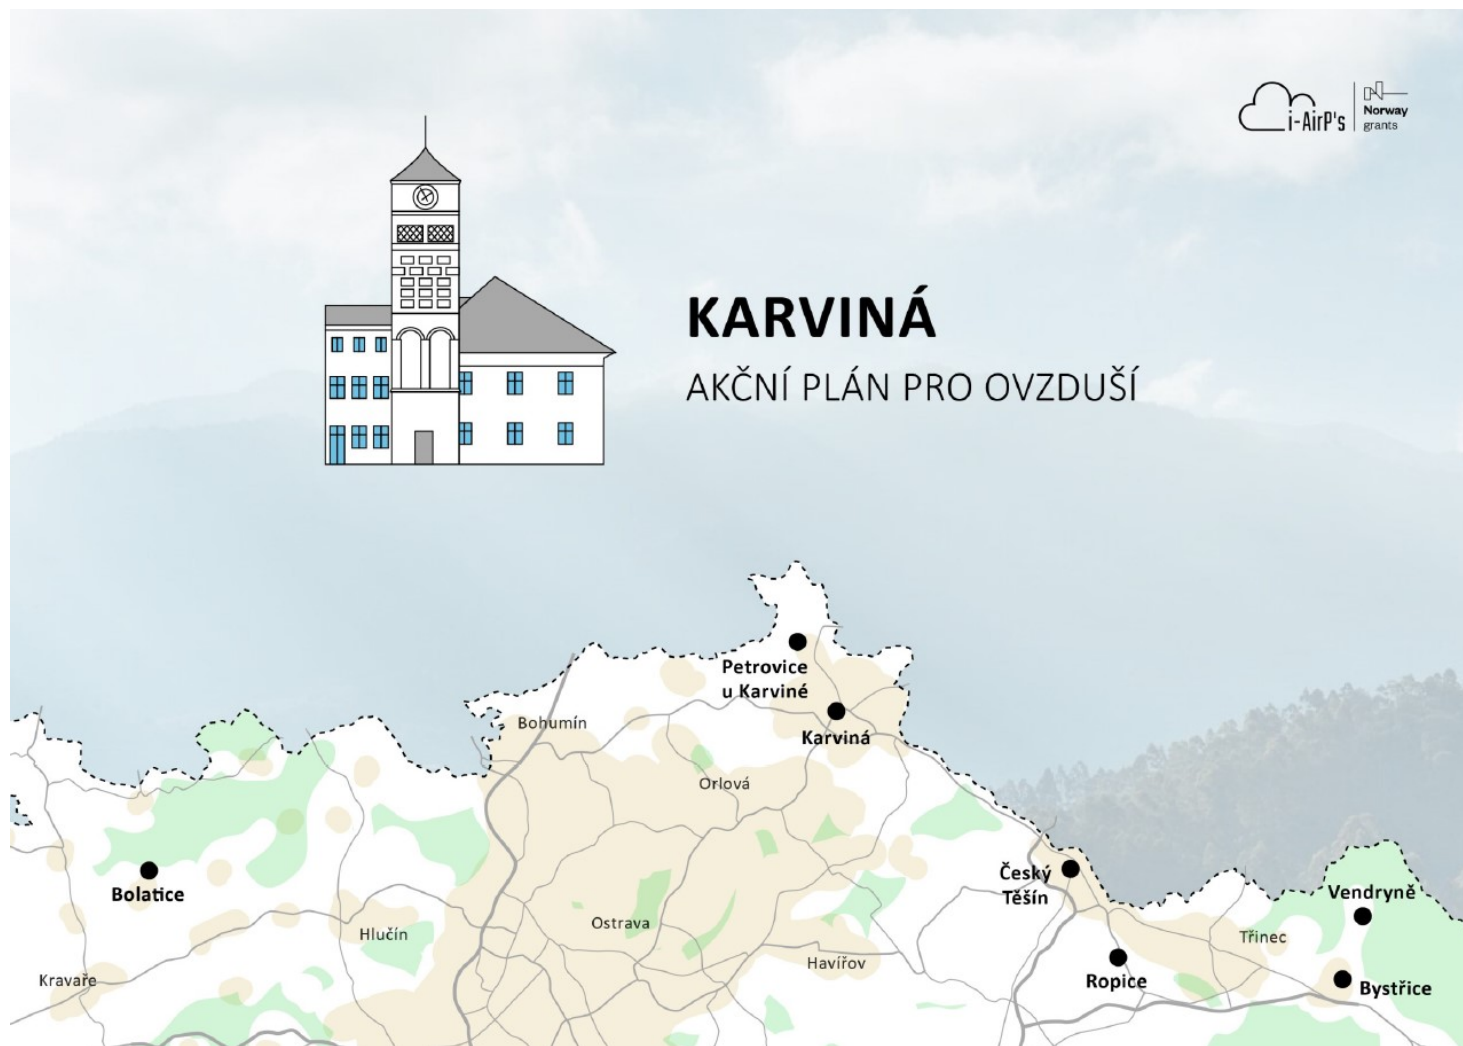 i-AirP's
Norway
grants
KARVINÁ
AKČNÍ PLÁN PRO OVZDUŠÍ
Petrovice
u Karviné
Karviná
Bohumín
Orlová
Český
Těšín
Vendryně
Bolatice
Ostrava
Hlučín
Třinec
Havířov
Kravaře
Ropice
Bystřice